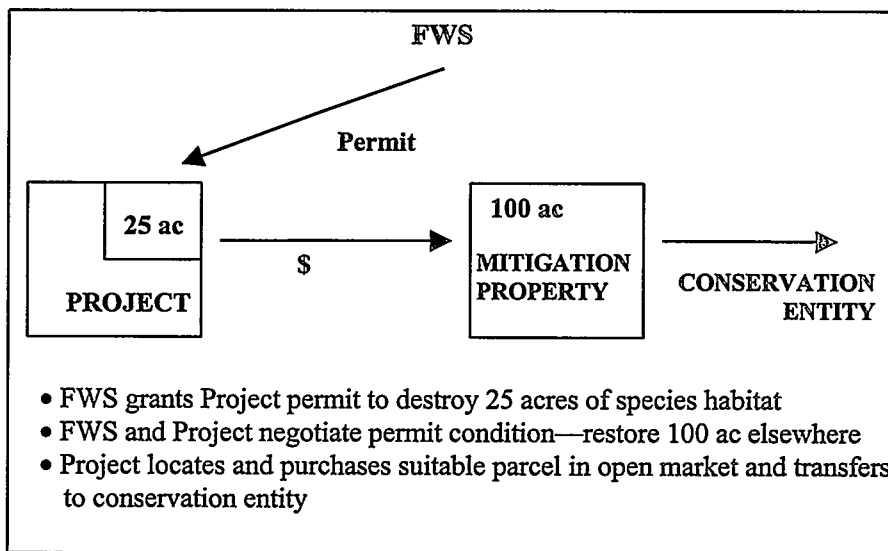 FWS
Permit
25 ac
$
PROJECT
100 ac
MITIGATION
PROPERTY
CONSERVATION
ENTITY
• FWS grants Project permit to destroy 25 acres of species habitat
• FWS and Project negotiate permit condition—restore 100 ac elsewhere
• Project locates and purchases suitable parcel in open market and transfers
to conservation entity